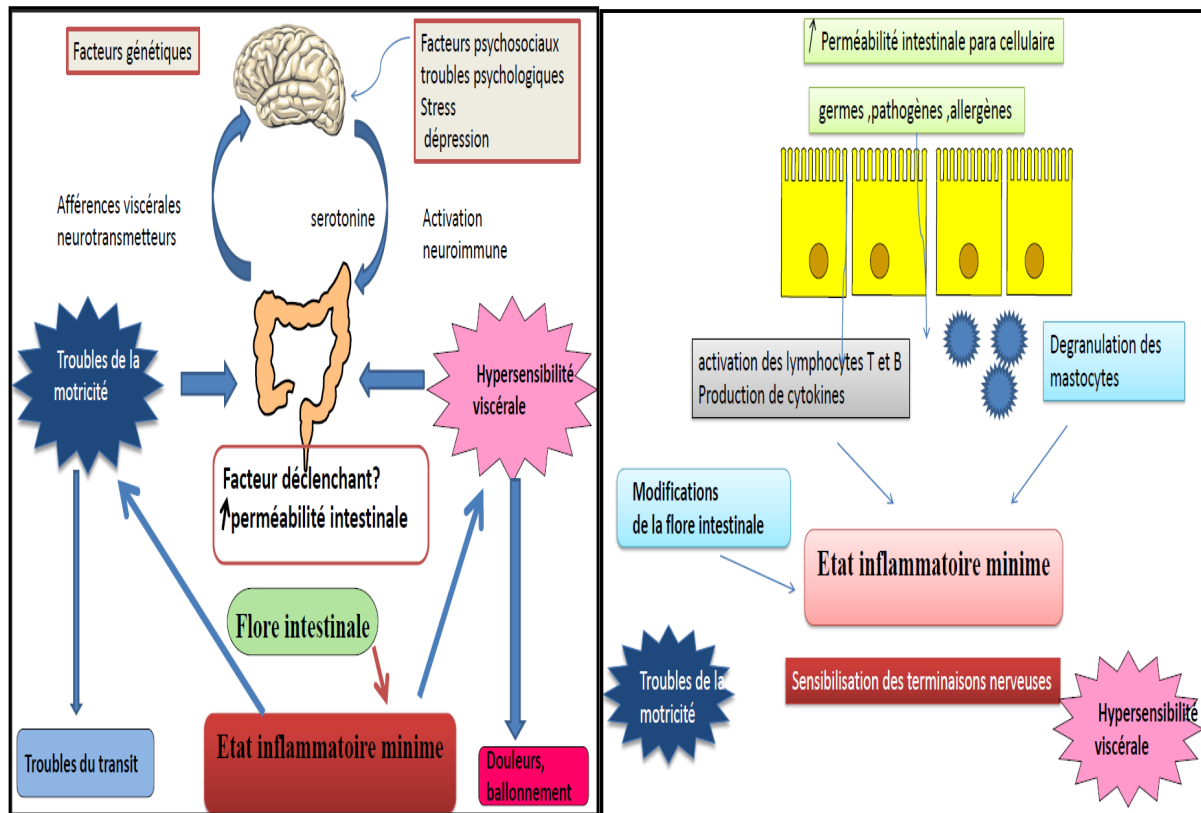 Facteurs génétiques
Facteurs psychosociaux
troubles psychologiques
Stress
dépression
Afférences viscérales
neurotransmetteurs
serotonine
Activation
neuroimmune
Troubles de la
motricité
Hypersensibilité
viscérale
Facteur déclenchant?
↑perméabilité intestinale
Flore intestinale
Etat inflammatoire minime
Troubles du transit
Douleurs,
ballonnement
↑ Perméabilité intestinale para cellulaire
germes ,pathogènes ,allergènes
activation des lymphocytes T et B
Production de cytokines
Degranulation des
mastocytes
Modifications
de la flore intestinale
Etat inflammatoire minime
Troubles de la
motricité
Sensibilisation des terminaisons nerveuses
Hypersensibilité
viscérale